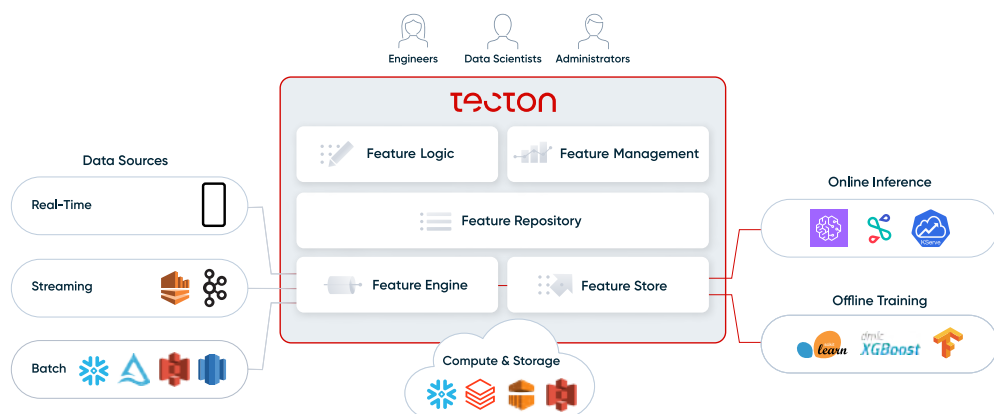 Engineers
Data Scientists
Administrators
tecton
Feature Logic
Feature Management
Feature Repository
Feature Engine
Feature Store
Data Sources
Real-Time
Streaming
Batch
Compute & Storage
Online Inference
KServe
Offline Training
learn
dmlc
XGBoost